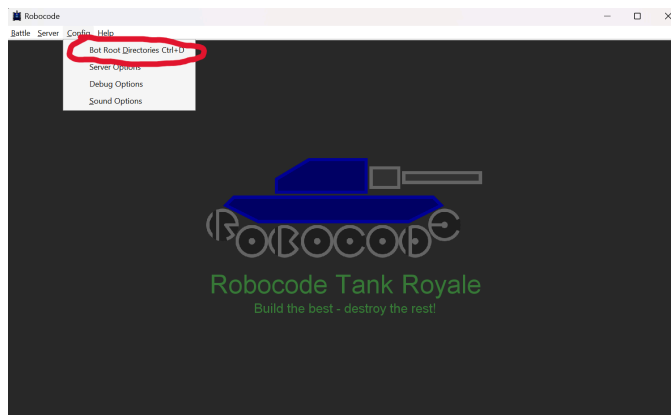 Robocode
Battle Server Config Help
Bot Root Directories Ctrl+D
Server Options
Debug Options
Sound Options
ROBOCODE
Robocode Tank Royale
Build the best - destroy the rest!